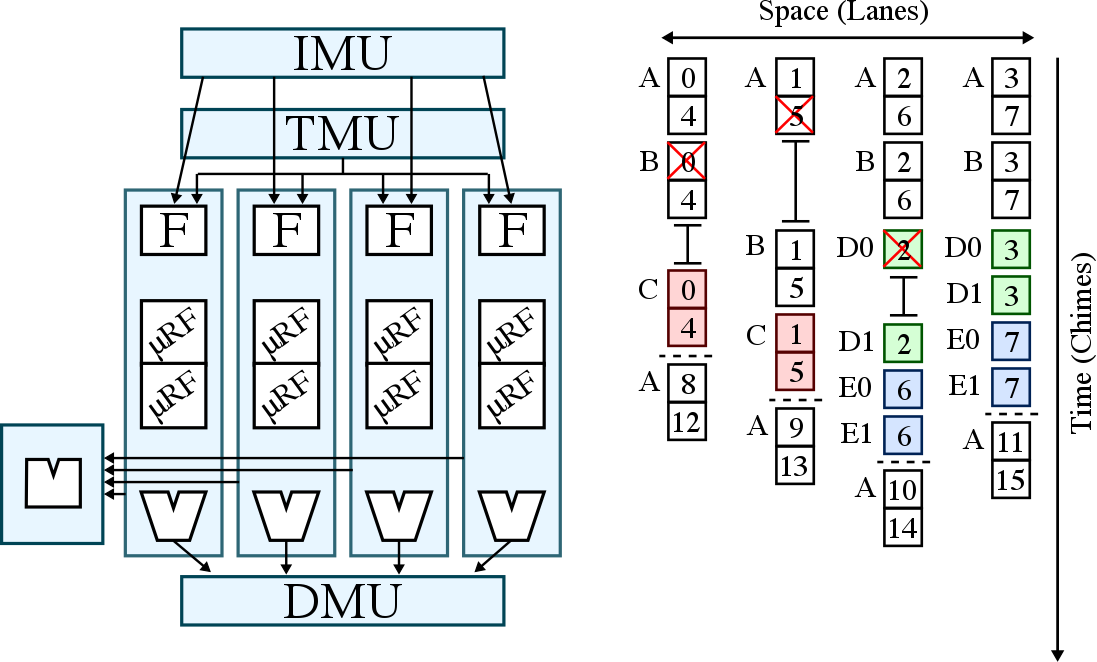 IMU
TMU
F F F F
µRF µRF µRF µRF
µRF µRF µRF µRF
DMU
Space (Lanes)
A 0 A 1 A 2 A 3
4 5 6 7
B 0 B 2 B 3
4 6 7
B 1 D0 2 D0 3
C 0 5 D1 3
4 C 1 D1 2 E0 7
A 8 5 E0 6 E1 7
12 A 9 E1 6 A 11
13 A 10 15
14
Time (Chimes)